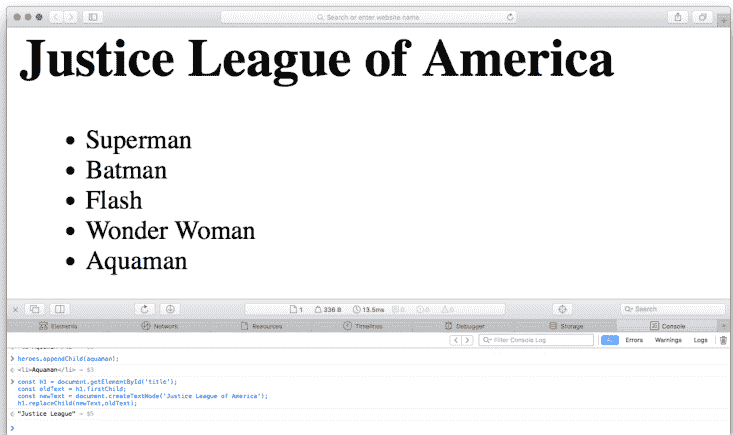 Search or enter website name
Justice League of America
Superman
Batman
Flash
Wonder Woman
Aquaman
1 336 B 13.5ms 0 0 0 Search
Elements Network Resources Timelines Debugger Storage Console
Filter Console Log All Errors Warnings Logs
> heroes.appendChild(aquaman);
< <li>Aquaman</li> = $3
> const h1 = document.getElementById('title');
const oldText = h1.firstChild;
const newText = document.createTextNode('Justice League of America');
h1.replaceChild(newText,oldText);
< "Justice League" = $5
>